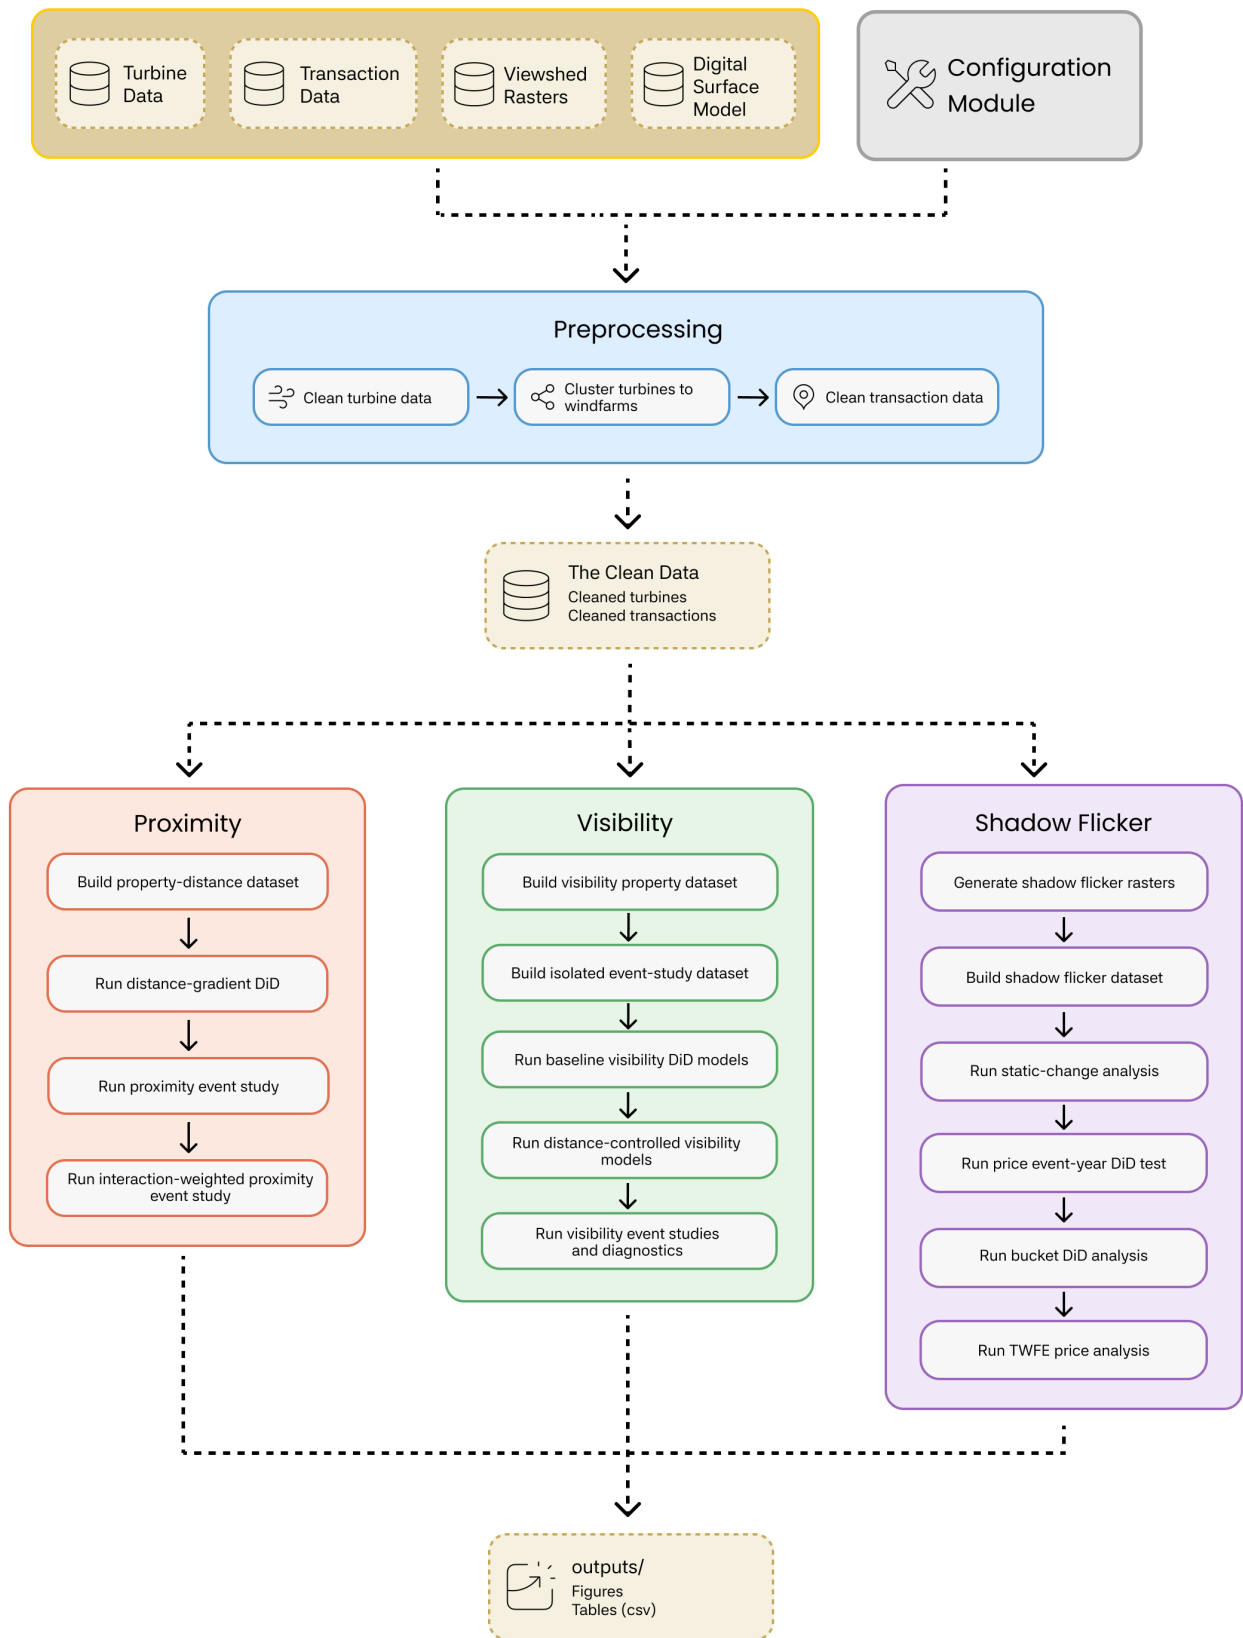 Turbine
Data
Transaction
Data
Viewshed
Rasters
Digital
Surface
Model
Configuration
Module
Preprocessing
Clean turbine data
Cluster turbines to
windfarms
Clean transaction data
The Clean Data
Cleaned turbines
Cleaned transactions
Proximity
Build property-distance dataset
Run distance-gradient DiD
Run proximity event study
Run interaction-weighted proximity
event study
Visibility
Build visibility property dataset
Build isolated event-study dataset
Run baseline visibility DiD models
Run distance-controlled visibility
models
Run visibility event studies
and diagnostics
Shadow Flicker
Generate shadow flicker rasters
Build shadow flicker dataset
Run static-change analysis
Run price event-year DiD test
Run bucket DiD analysis
Run TWFE price analysis
outputs/
Figures
Tables (csv)